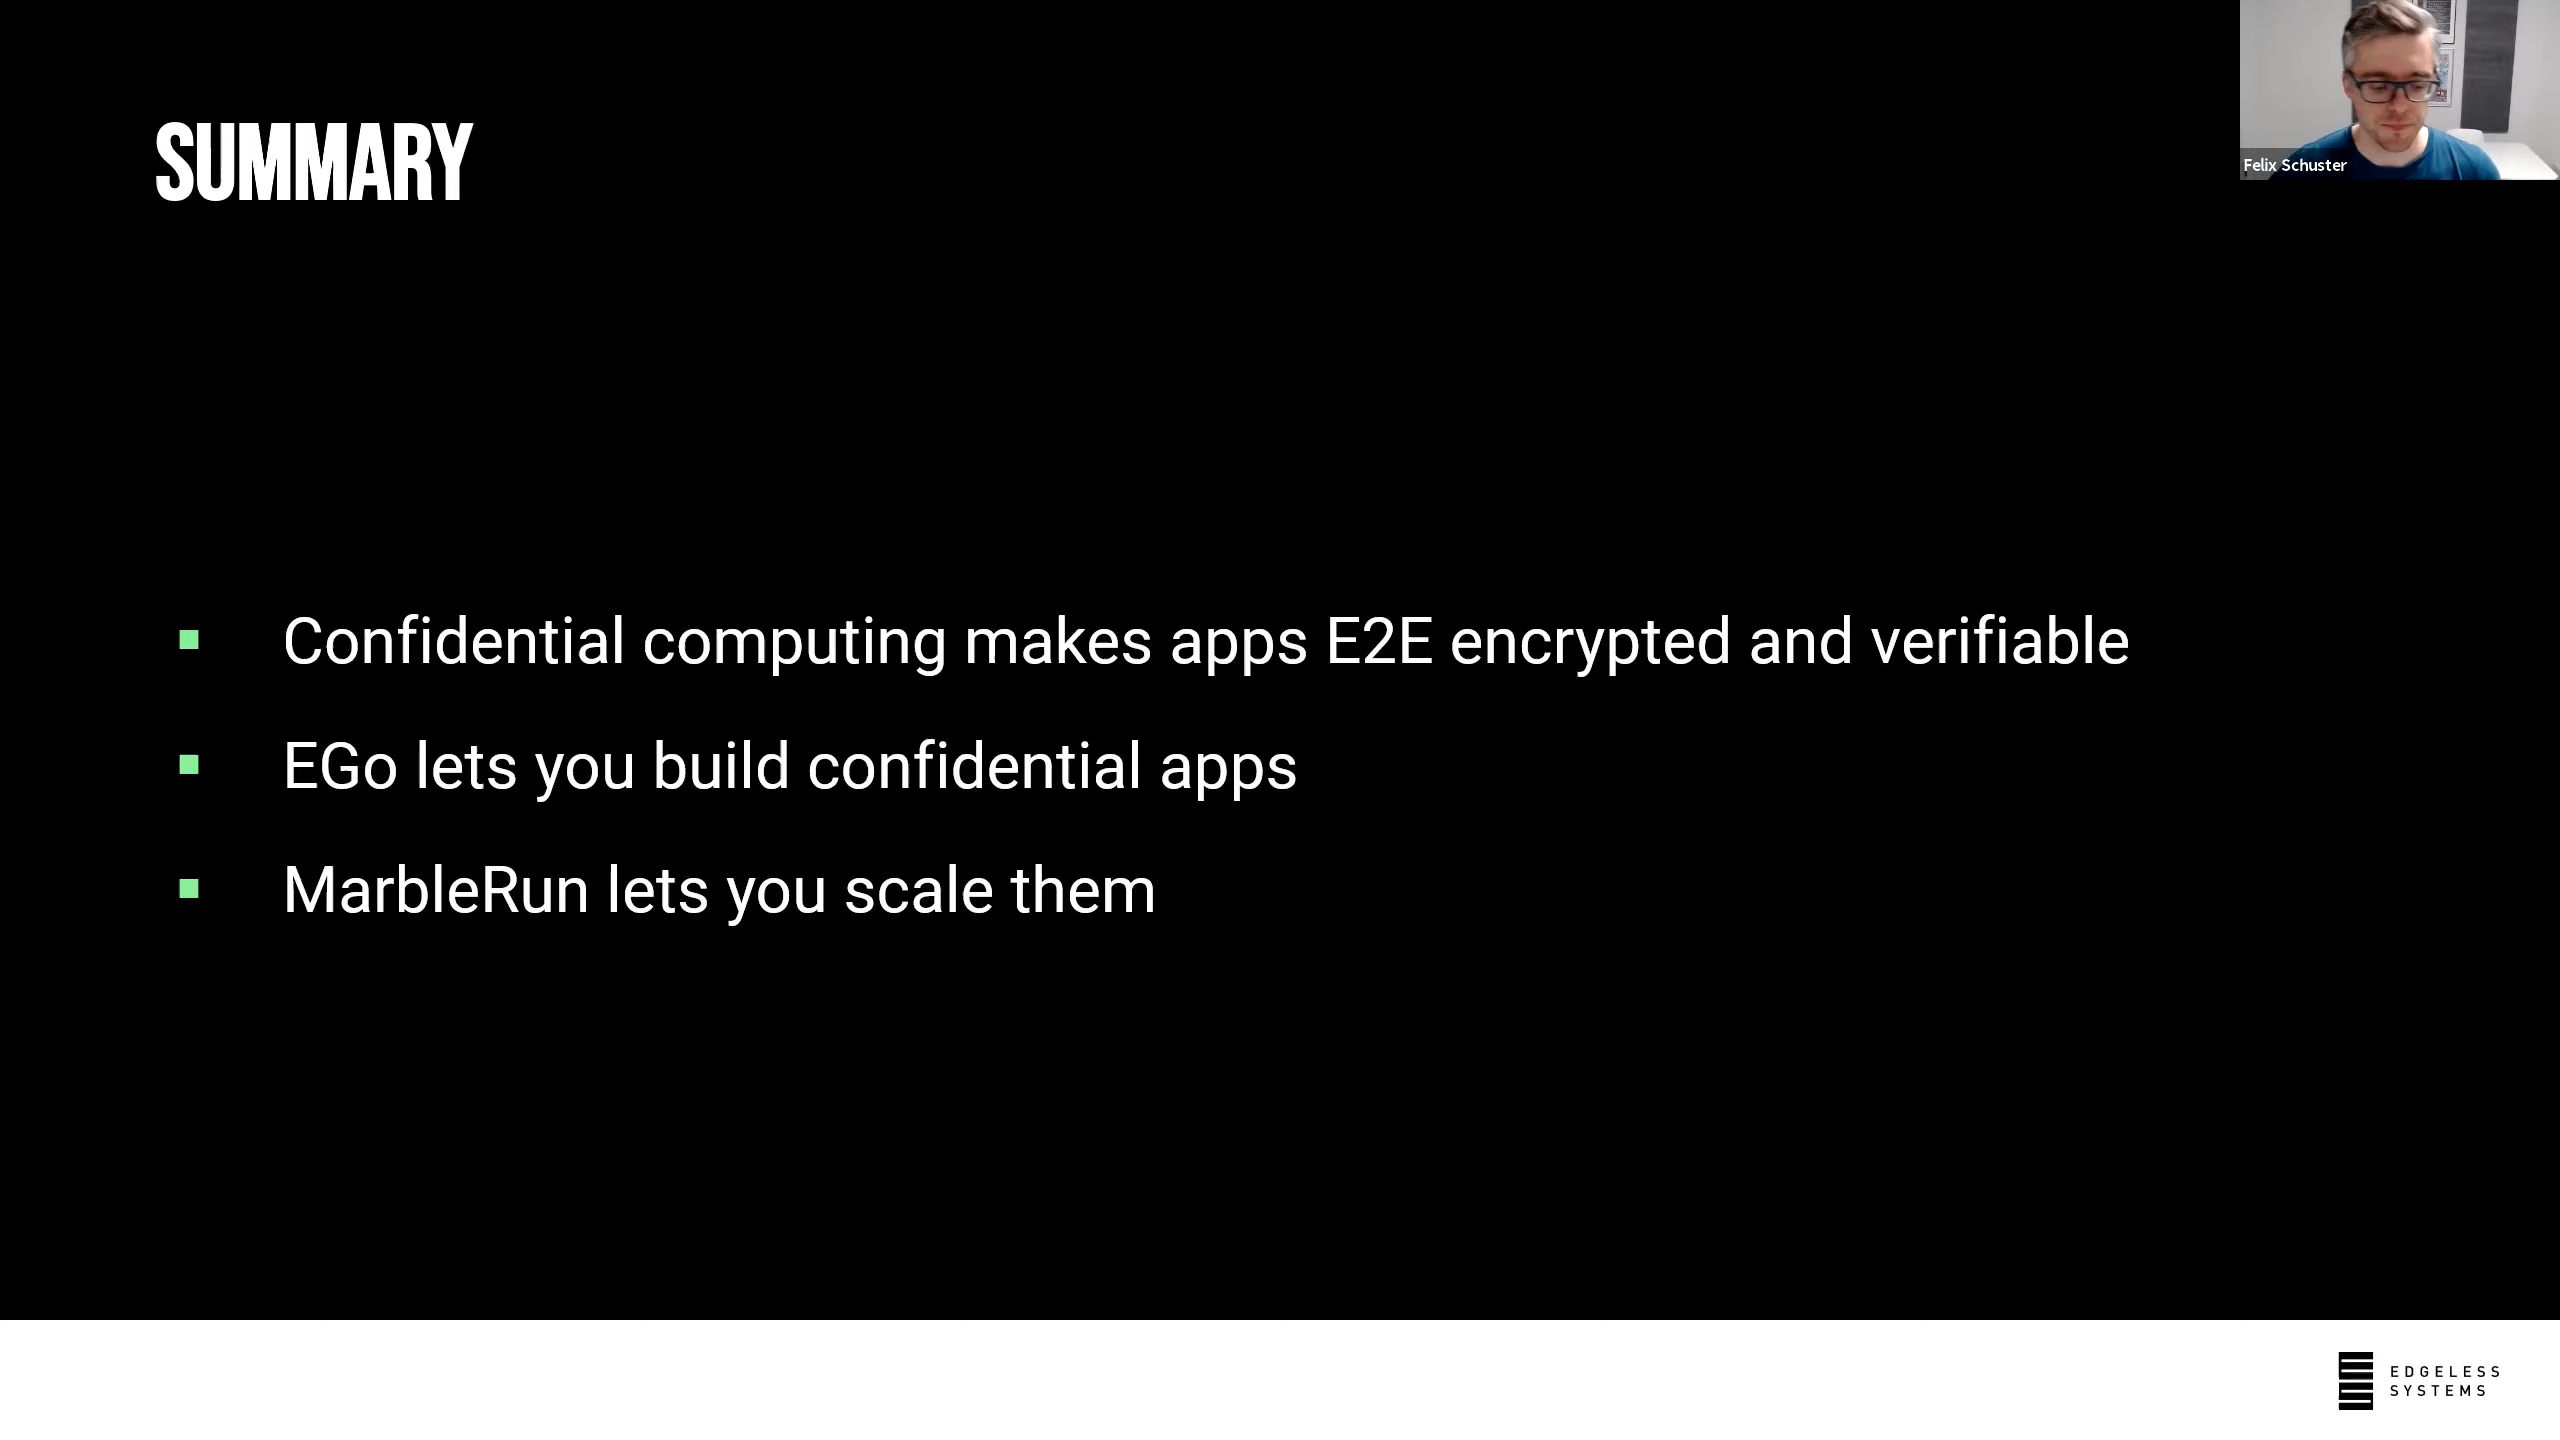 SUMMARY
Felix Schuster
Confidential computing makes apps E2E encrypted and verifiable
EGo lets you build confidential apps
MarbleRun lets you scale them
EDGELESS
SYSTEMS